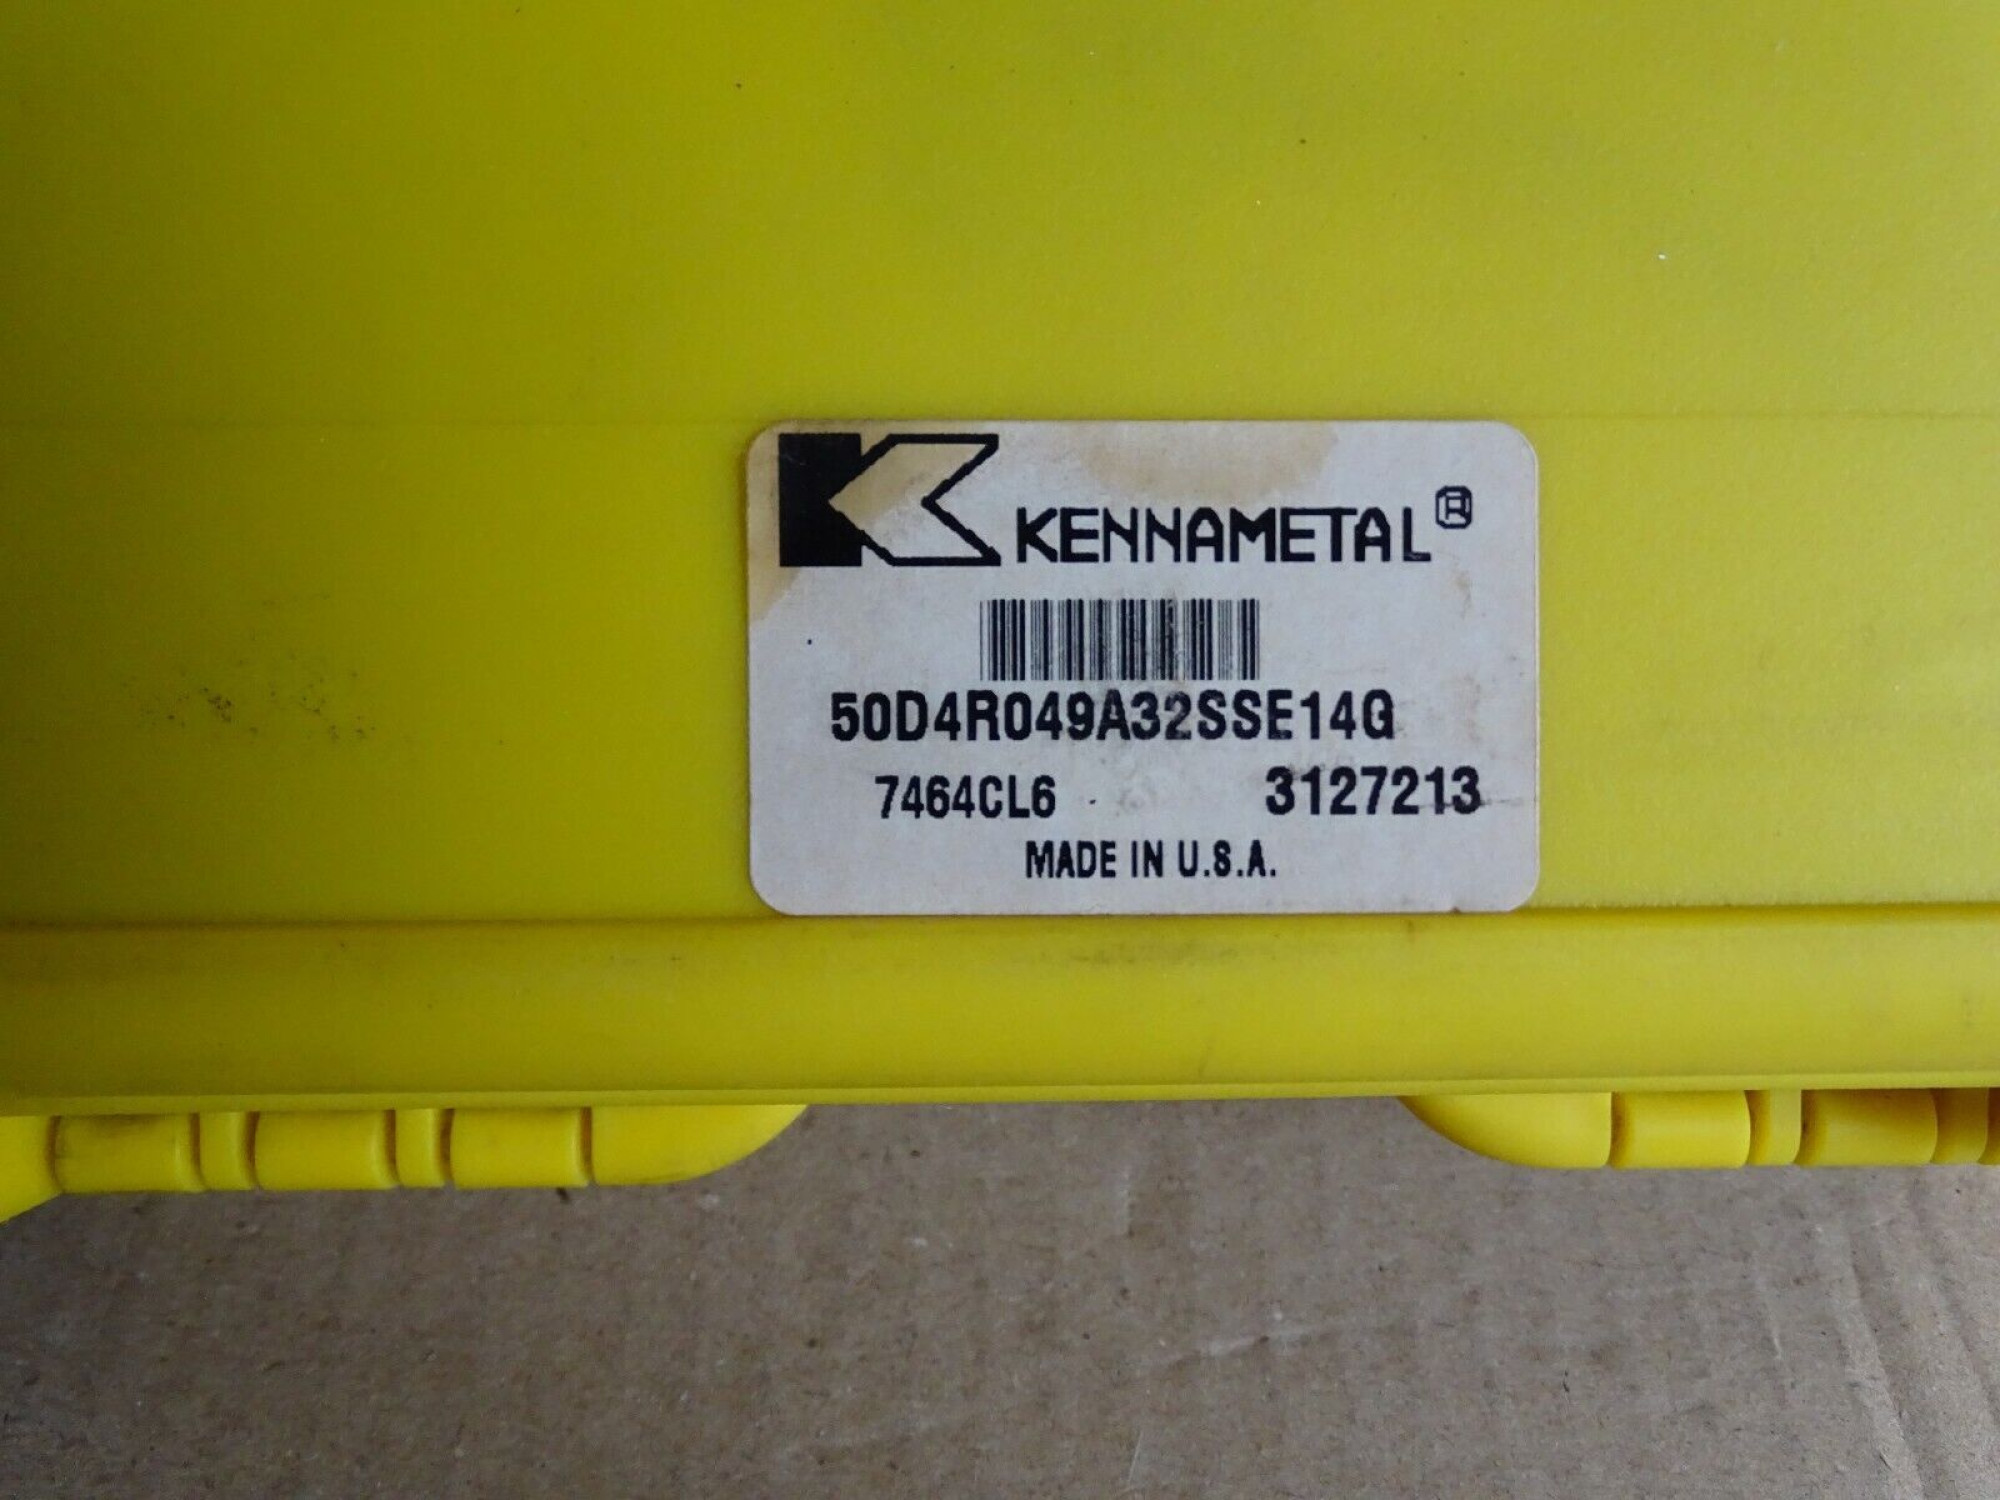 KENNAMETAL®
50D4R049A32SSE14G
7464CL6 3127213
MADE IN U.S.A.